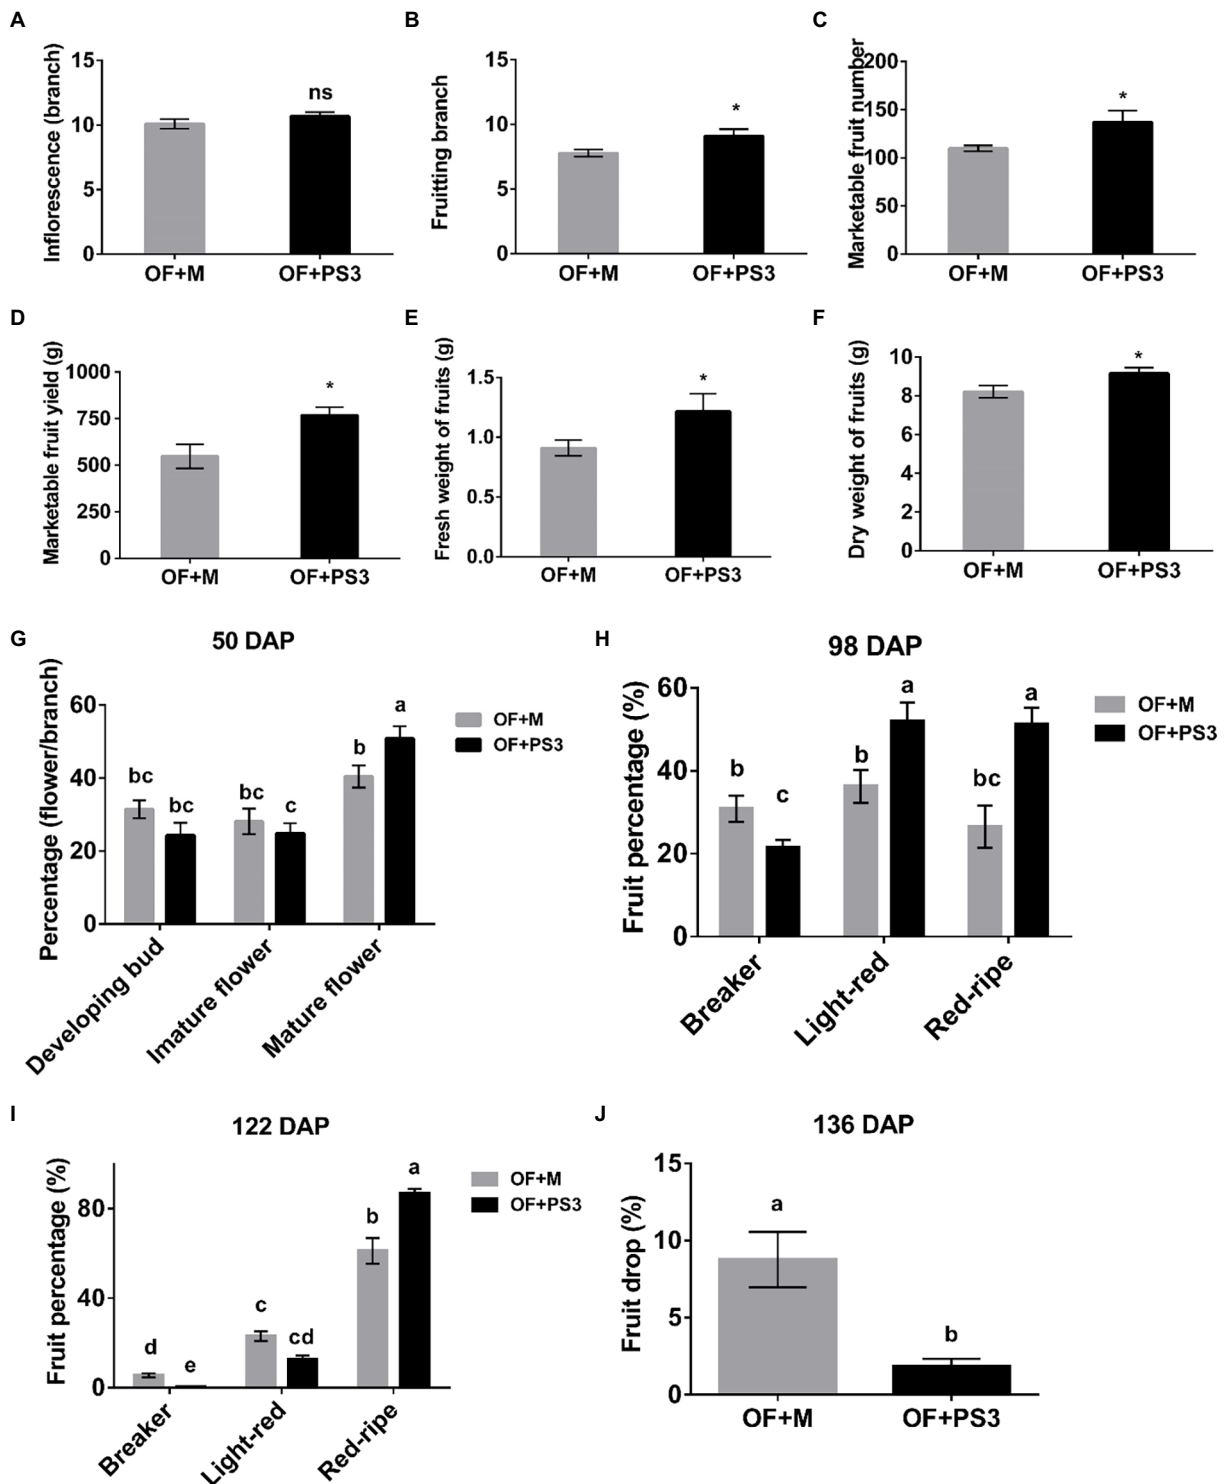 A
Inflorescence (branch)
15
10
5
0
ns
OF+M OF+PS3
B
Fruitting branch
15
10
5
0
*
OF+M OF+PS3
C
Marketable fruit number
200
150
100
50
0
*
OF+M OF+PS3
D
Marketable fruit yield (g)
1000
750
500
250
0
*
OF+M OF+PS3
E
Fresh weight of fruits (g)
1.5
1.0
0.5
0.0
*
OF+M OF+PS3
F
Dry weight of fruits (g)
10
8
6
4
2
0
*
OF+M OF+PS3
G
50 DAP
Percentage (flower/branch)
60
40
20
0
bc bc bc c b a
Developing bud
Imature flower
Mature flower
OF+M
OF+PS3
H
98 DAP
Fruit percentage (%)
60
40
20
0
b c b a bc a
Breaker
Light-red
Red-ripe
OF+M
OF+PS3
I
122 DAP
Fruit percentage (%)
80
40
0
d e c cd b a
Breaker
Light-red
Red-ripe
OF+M
OF+PS3
J
136 DAP
Fruit drop (%)
15
10
5
0
a b
OF+M OF+PS3